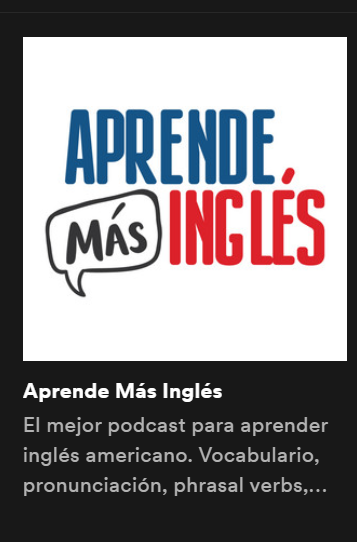 APRENDE
MÁS INGLÉS
Aprende Más Inglés
El mejor podcast para aprender
inglés americano. Vocabulario,
pronunciación, phrasal verbs,...